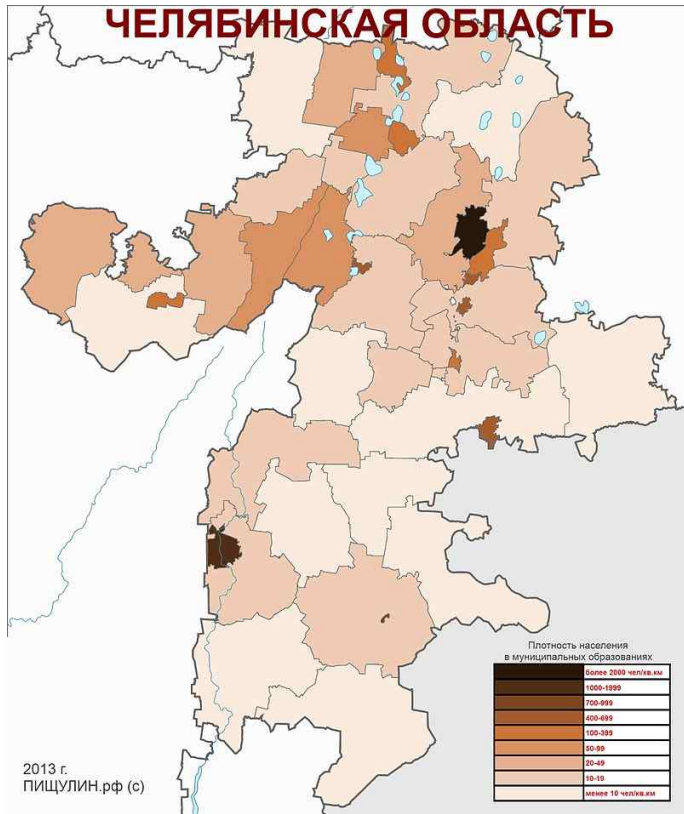 ЧЕЛЯБИНСКАЯ ОБЛАСТЬ
Плотность населения
в муниципальных образованиях
более 2000 чел/кв.км
1000-1999
700-999
400-699
100-399
50-99
20-49
10-19
менее 10 чел/кв.км
2013 г.
ПИЩУЛИН.рф (с)